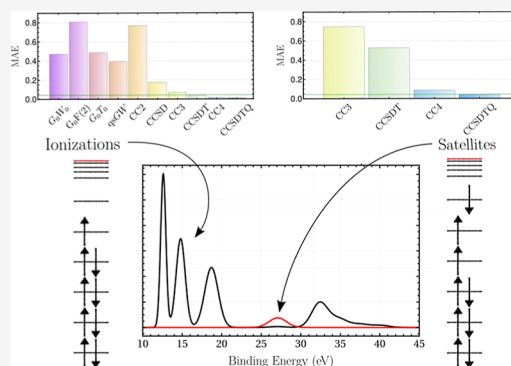 MAE
0.8
0.6
0.4
0.2
0.0
G₀W₀
G₀F(2)
G₀T₀
qsGW
CC2
CCSD
CC3
CCSDT
CC4
CCSDTQ
MAE
0.8
0.6
0.4
0.2
0.0
CC3
CCSDT
CC4
CCSDTQ
Ionizations
Satellites
10 15 20 25 30 35 40 45
Binding Energy (eV)